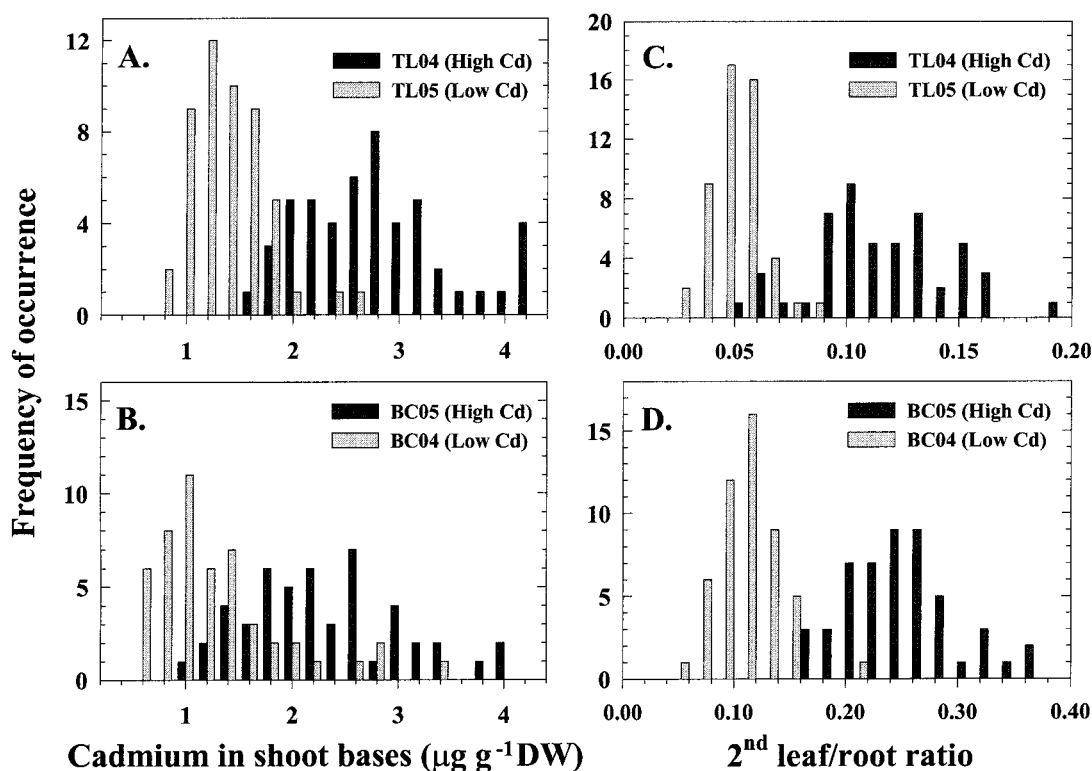 Frequency of occurrence
A.
TL04 (High Cd)
TL05 (Low Cd)
12
8
4
0
1 2 3 4
C.
TL04 (High Cd)
TL05 (Low Cd)
20
16
12
8
4
0
0.00 0.05 0.10 0.15 0.20
B.
BC05 (High Cd)
BC04 (Low Cd)
15
10
5
0
1 2 3 4
Cadmium in shoot bases (μg g⁻¹DW)
D.
BC05 (High Cd)
BC04 (Low Cd)
15
10
5
0
0.00 0.10 0.20 0.30 0.40
2ⁿᵈ leaf/root ratio